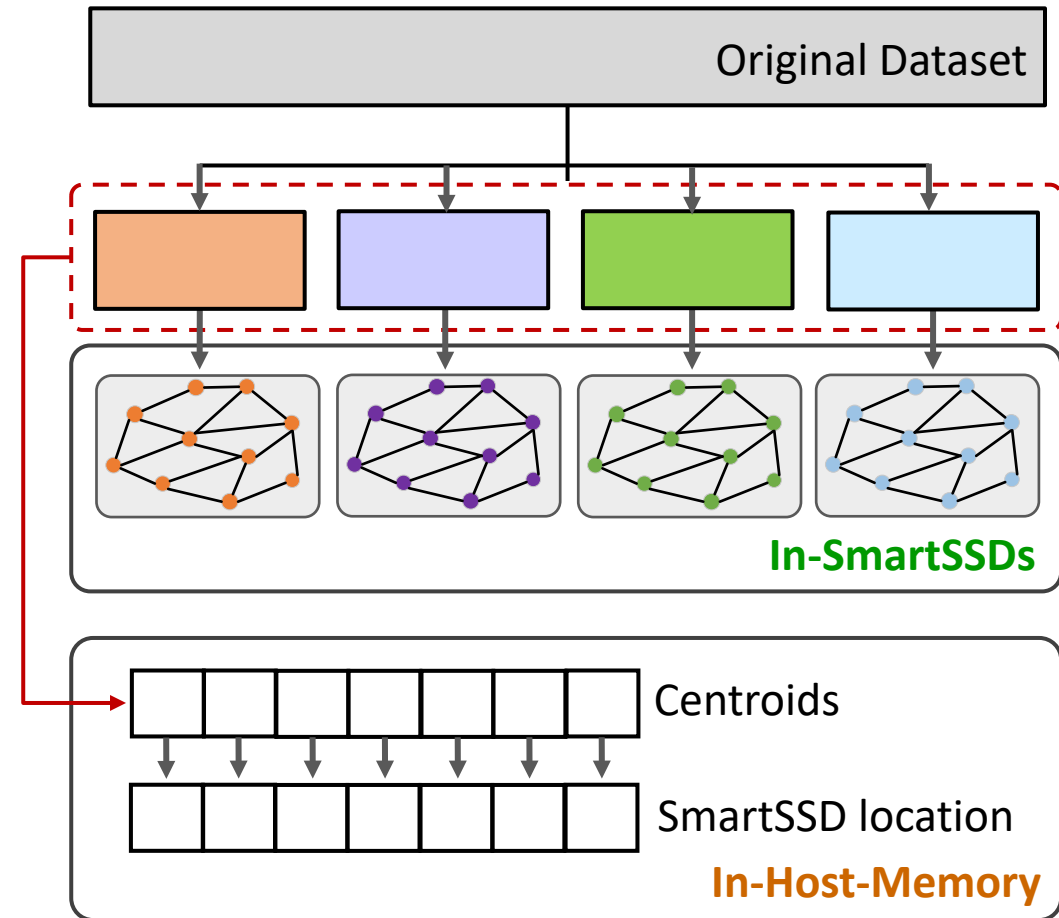 Original Dataset
In-SmartSSDs
Centroids
SmartSSD location
In-Host-Memory